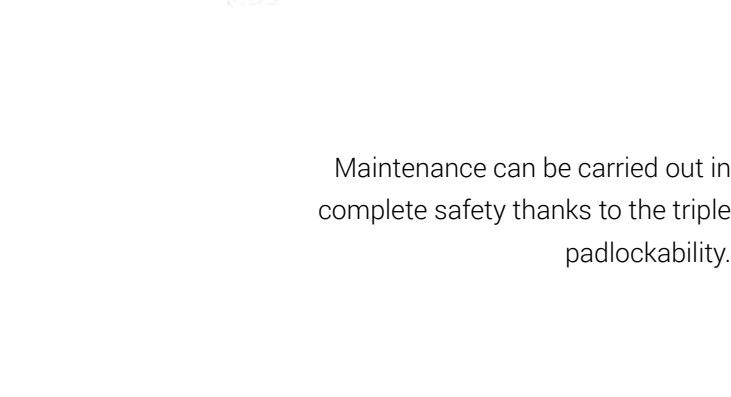 Maintenance can be carried out in
complete safety thanks to the triple
padlockability.